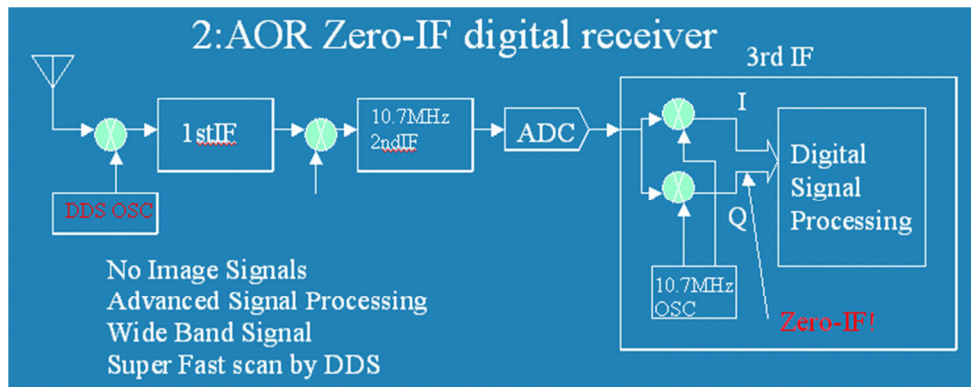 2:AOR Zero-IF digital receiver
3rd IF
1stIF
10.7MHz
2ndIF
ADC
I
Q
Digital
Signal
Processing
DDS OSC
10.7MHz
OSC
Zero-IF!
No Image Signals
Advanced Signal Processing
Wide Band Signal
Super Fast scan by DDS